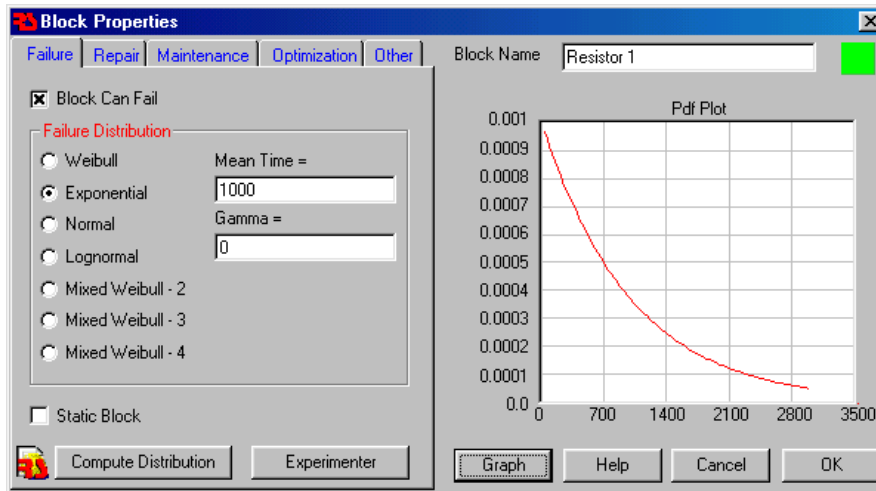 Block Properties
Failure Repair Maintenance Optimization Other
Block Name Resistor 1
Block Can Fail
Failure Distribution
Weibull
Exponential
Normal
Lognormal
Mixed Weibull - 2
Mixed Weibull - 3
Mixed Weibull - 4
Mean Time =
1000
Gamma =
0
Static Block
Compute Distribution Experimenter
Pdf Plot
0.001
0.0009
0.0008
0.0007
0.0006
0.0005
0.0004
0.0003
0.0002
0.0001
0.0
0 700 1400 2100 2800 3500
Graph Help Cancel OK